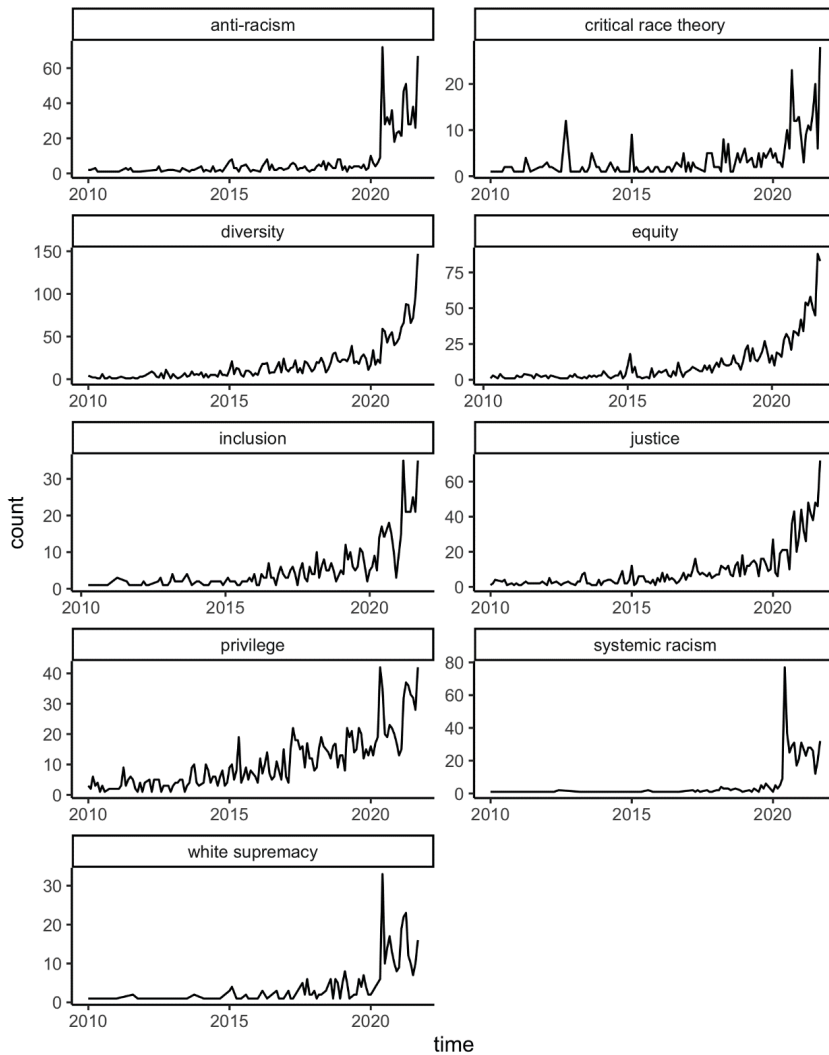 anti-racism
60
40
20
0
2010 2015 2020
critical race theory
20
10
0
2010 2015 2020
diversity
150
100
50
0
2010 2015 2020
equity
75
50
25
0
2010 2015 2020
inclusion
30
20
10
0
2010 2015 2020
justice
60
40
20
0
2010 2015 2020
privilege
40
30
20
10
0
2010 2015 2020
systemic racism
80
60
40
20
0
2010 2015 2020
white supremacy
30
20
10
0
2010 2015 2020
count
time